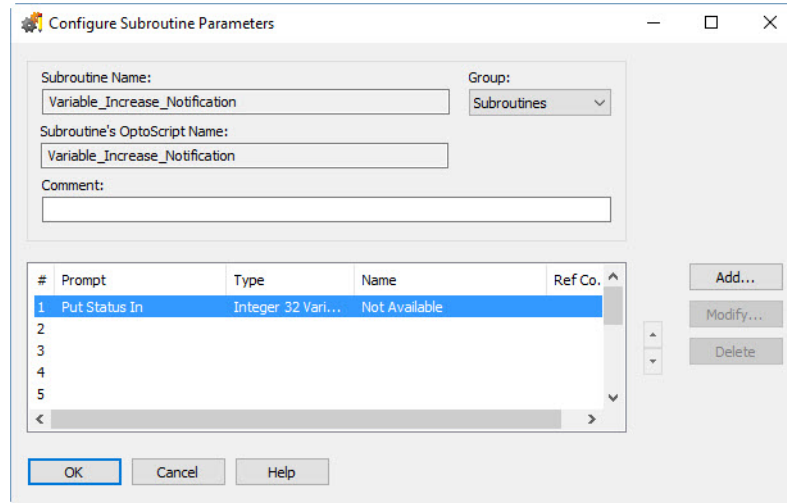 Configure Subroutine Parameters
Subroutine Name:
Group:
Variable_Increase_Notification
Subroutines
Subroutine's OptoScript Name:
Variable_Increase_Notification
Comment:
# Prompt Type Name Ref Co.
1 Put Status In Integer 32 Vari... Not Available
2
3
4
5
Add...
Modify...
Delete
OK Cancel Help